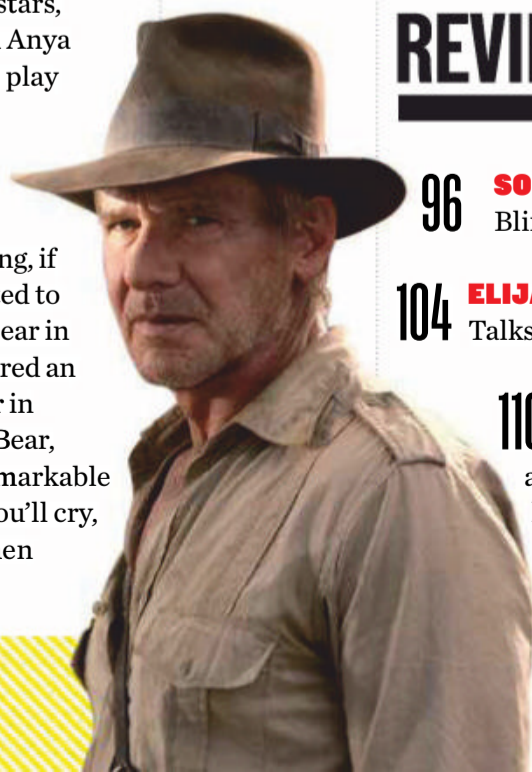 stars,
Anya
play
ng, if
ed to
ear in
red an
r in
Bear,
markable
ou'll cry,
en
REVI
96 SO
Bli
104 ELIJA
Talks
110
a